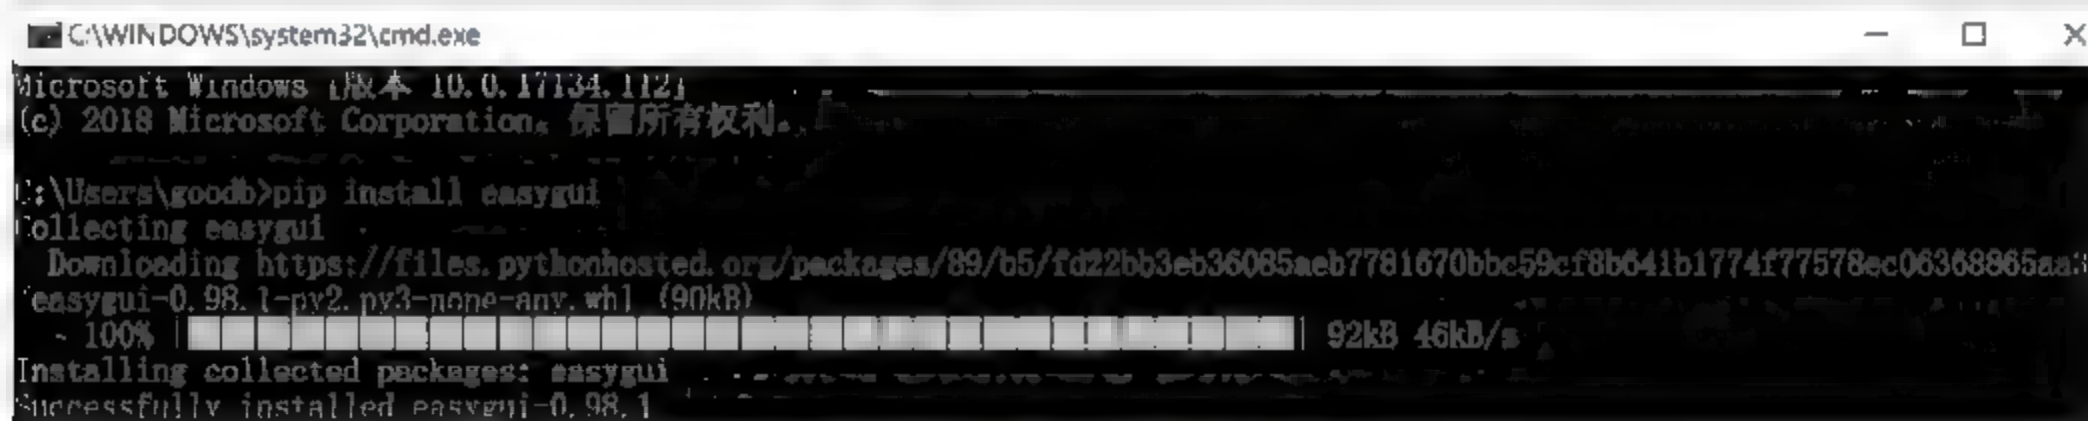 C:\WINDOWS\system32\cmd.exe
Microsoft Windows [版本 10.0.17134.112]
(c) 2018 Microsoft Corporation。保留所有权利。
C:\Users\goodb>pip install easygui
Collecting easygui
Downloading https://files.pythonhosted.org/packages/89/b5/fd22bb3eb36085aeb7781670bbc59cf8b641b1774f77578ec06368865aa
easygui-0.98.1-py2.py3-none-any.whl (90kB)
100% 92kB 46kB/s
Installing collected packages: easygui
Successfully installed easygui-0.98.1